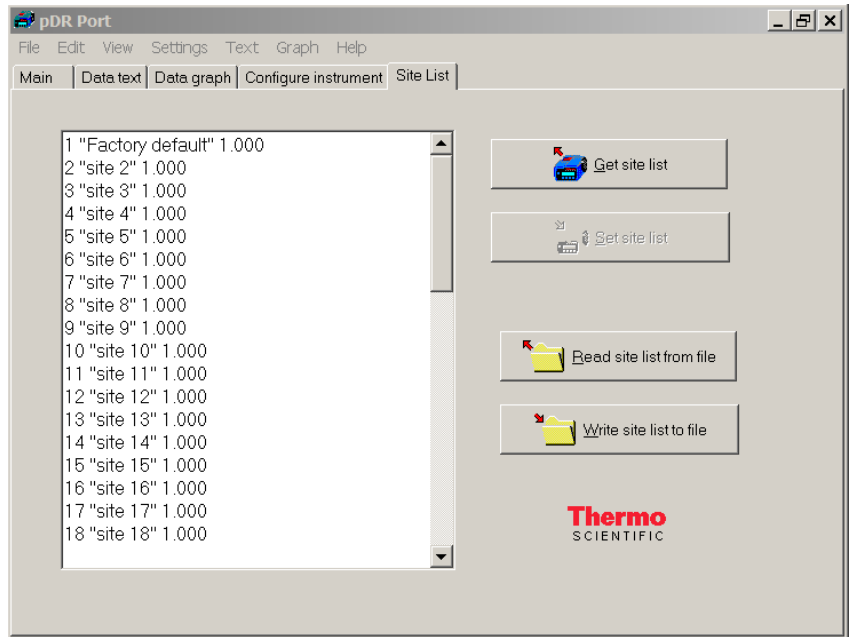 pDR Port
File Edit View Settings Text Graph Help
Main Data text Data graph Configure instrument Site List
1 "Factory default" 1.000
2 "site 2" 1.000
3 "site 3" 1.000
4 "site 4" 1.000
5 "site 5" 1.000
6 "site 6" 1.000
7 "site 7" 1.000
8 "site 8" 1.000
9 "site 9" 1.000
10 "site 10" 1.000
11 "site 11" 1.000
12 "site 12" 1.000
13 "site 13" 1.000
14 "site 14" 1.000
15 "site 15" 1.000
16 "site 16" 1.000
17 "site 17" 1.000
18 "site 18" 1.000
Get site list
Set site list
Read site list from file
Write site list to file
Thermo
SCIENTIFIC